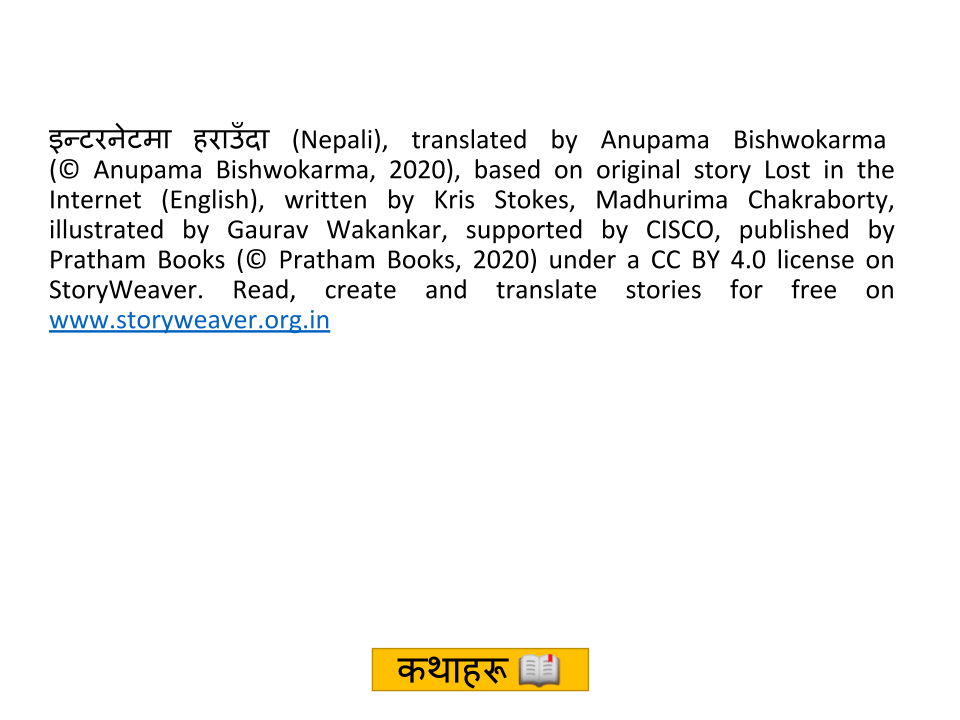 इन्टरनेटमा हराउँदा (Nepali), translated by Anupama Bishwokarma
(© Anupama Bishwokarma, 2020), based on original story Lost in the
Internet (English), written by Kris Stokes, Madhurima Chakraborty,
illustrated by Gaurav Wakankar, supported by CISCO, published by
Pratham Books (© Pratham Books, 2020) under a CC BY 4.0 license on
StoryWeaver. Read, create and translate stories for free on
www.storyweaver.org.in
कथाहरू